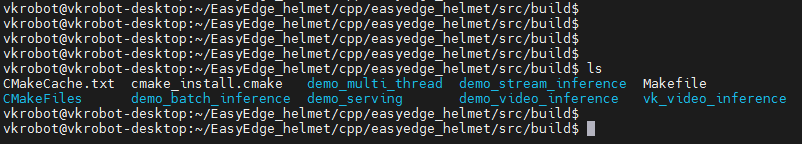 vkrobot@vkrobot-desktop:~/EasyEdge_helmet/cpp/easyedge_helmet/src/build$
vkrobot@vkrobot-desktop:~/EasyEdge_helmet/cpp/easyedge_helmet/src/build$
vkrobot@vkrobot-desktop:~/EasyEdge_helmet/cpp/easyedge_helmet/src/build$
vkrobot@vkrobot-desktop:~/EasyEdge_helmet/cpp/easyedge_helmet/src/build$
vkrobot@vkrobot-desktop:~/EasyEdge_helmet/cpp/easyedge_helmet/src/build$ ls
CMakeCache.txt  cmake_install.cmake  demo_multi_thread  demo_stream_inference  Makefile
CMakeFiles  demo_batch_inference  demo_serving  demo_video_inference  vk_video_inference
vkrobot@vkrobot-desktop:~/EasyEdge_helmet/cpp/easyedge_helmet/src/build$
vkrobot@vkrobot-desktop:~/EasyEdge_helmet/cpp/easyedge_helmet/src/build$